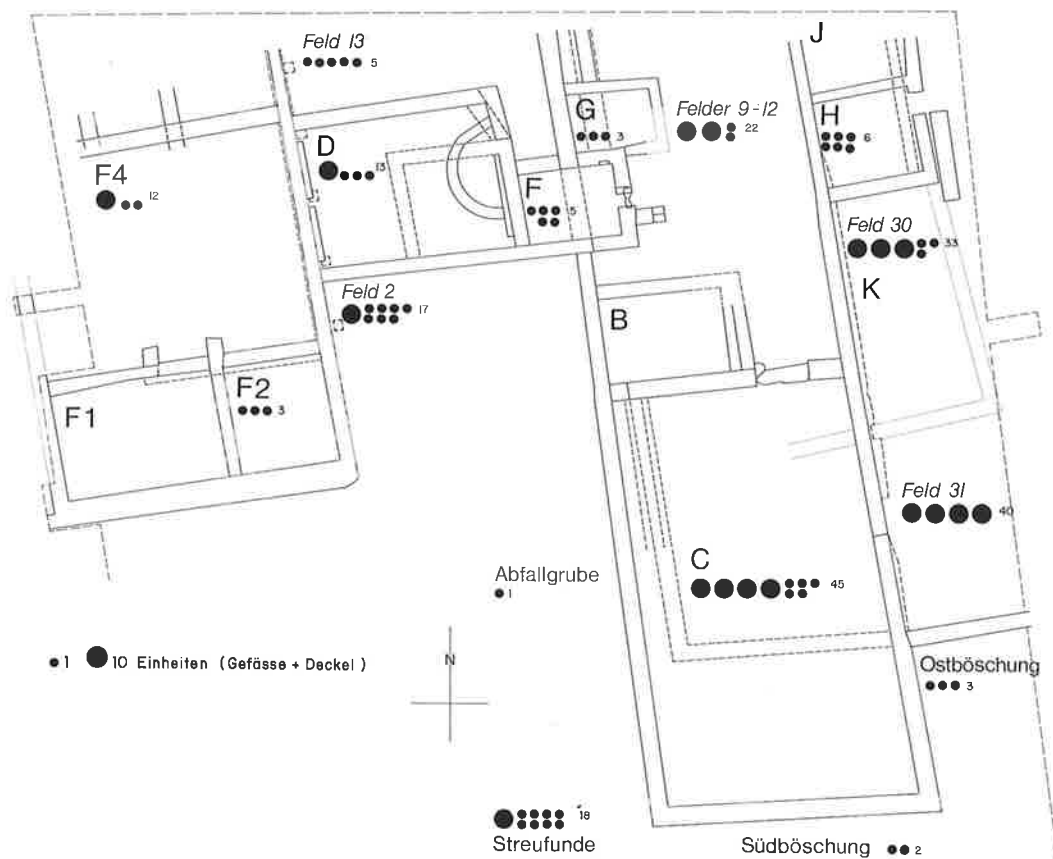 J
Feld 13
5
G
3
Felder 9-12
22
H
6
D
13
F4
12
F
5
Feld 30
33
K
Feld 2
17
B
F1
F2
3
Feld 31
40
C
45
Abfallgrube
1
1 10 Einheiten (Gefässe + Deckel)
N
Ostböschung
3
18
Streufunde
Südböschung 2